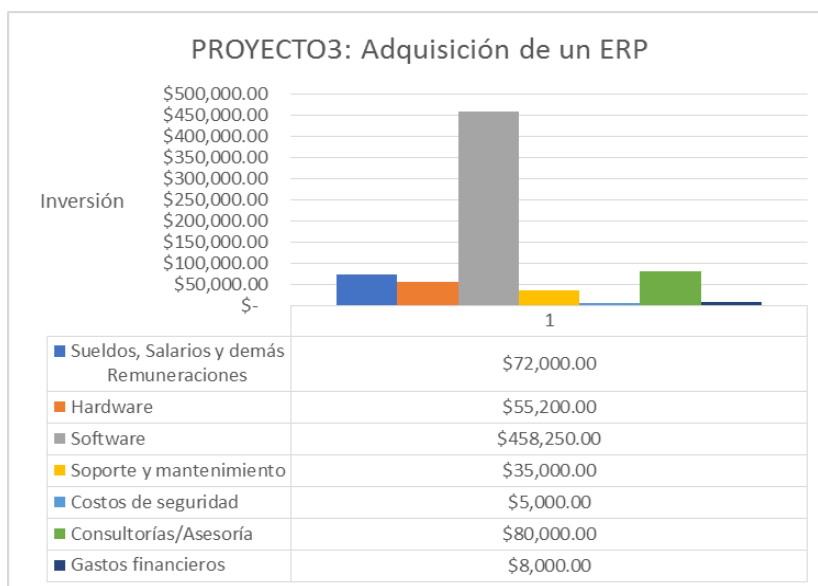 PROYECTO3: Adquisición de un ERP
$500,000.00
$450,000.00
$400,000.00
$350,000.00
$300,000.00
$250,000.00
$200,000.00
$150,000.00
$100,000.00
$50,000.00
$-
Inversión
1
Sueldos, Salarios y demás
Remuneraciones
$72,000.00
Hardware
$55,200.00
Software
$458,250.00
Soporte y mantenimiento
$35,000.00
Costos de seguridad
$5,000.00
Consultorías/Asesoría
$80,000.00
Gastos financieros
$8,000.00